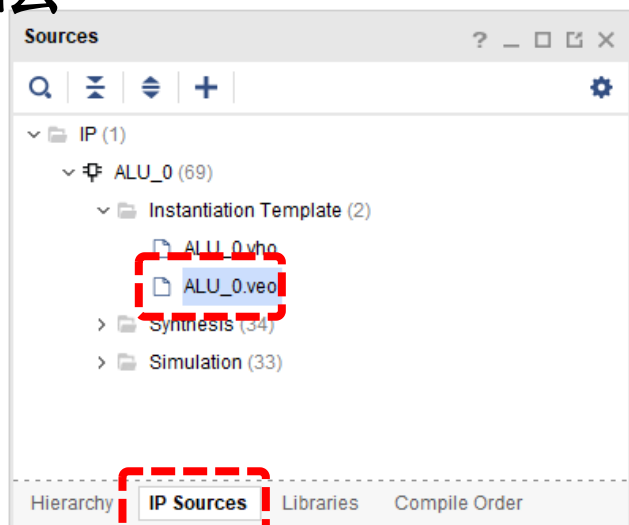 Sources
IP (1)
ALU_0 (69)
Instantiation Template (2)
ALU_0.vho
ALU_0.veo
Synthesis (34)
Simulation (33)
Hierarchy IP Sources Libraries Compile Order